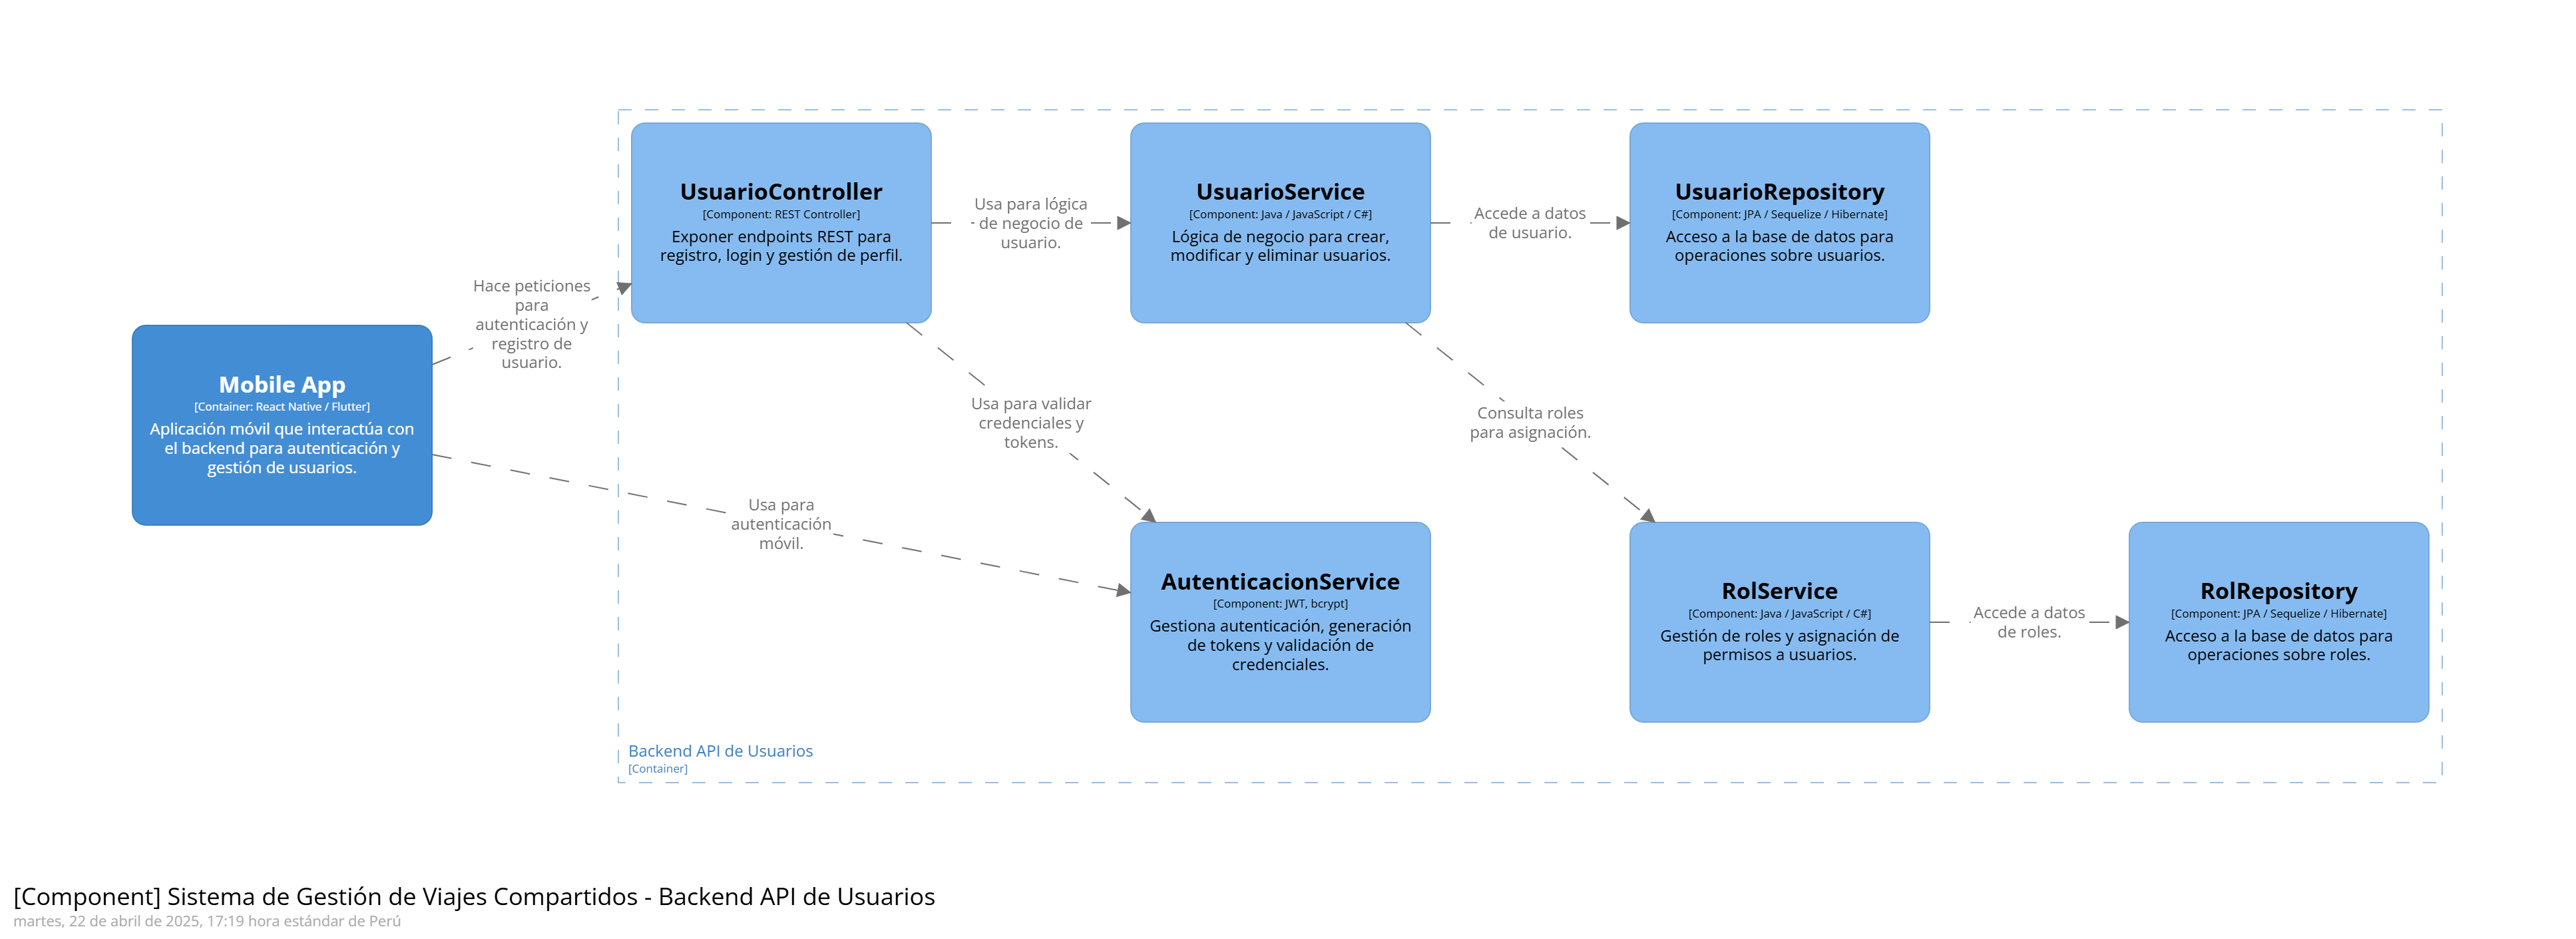 UsuarioController
[Component: REST Controller]
Exponer endpoints REST para
registro, login y gestión de perfil.
Usa para lógica
de negocio de
usuario.
UsuarioService
[Component: Java / JavaScript / C#]
Lógica de negocio para crear,
modificar y eliminar usuarios.
Accede a datos
de usuario.
UsuarioRepository
[Component: JPA / Sequelize / Hibernate]
Acceso a la base de datos para
operaciones sobre usuarios.
Hace peticiones
para
autenticación y
registro de
usuario.
Mobile App
[Container: React Native / Flutter]
Aplicación móvil que interactúa con
el backend para autenticación y
gestión de usuarios.
Usa para validar
credenciales y
tokens.
Consulta roles
para asignación.
Usa para
autenticación
móvil.
AutenticacionService
[Component: JWT, bcrypt]
Gestiona autenticación, generación
de tokens y validación de
credenciales.
RolService
[Component: Java / JavaScript / C#]
Gestión de roles y asignación de
permisos a usuarios.
Accede a datos
de roles.
RolRepository
[Component: JPA / Sequelize / Hibernate]
Acceso a la base de datos para
operaciones sobre roles.
Backend API de Usuarios
[Container]
[Component] Sistema de Gestión de Viajes Compartidos - Backend API de Usuarios
martes, 22 de abril de 2025, 17:19 hora estándar de Perú